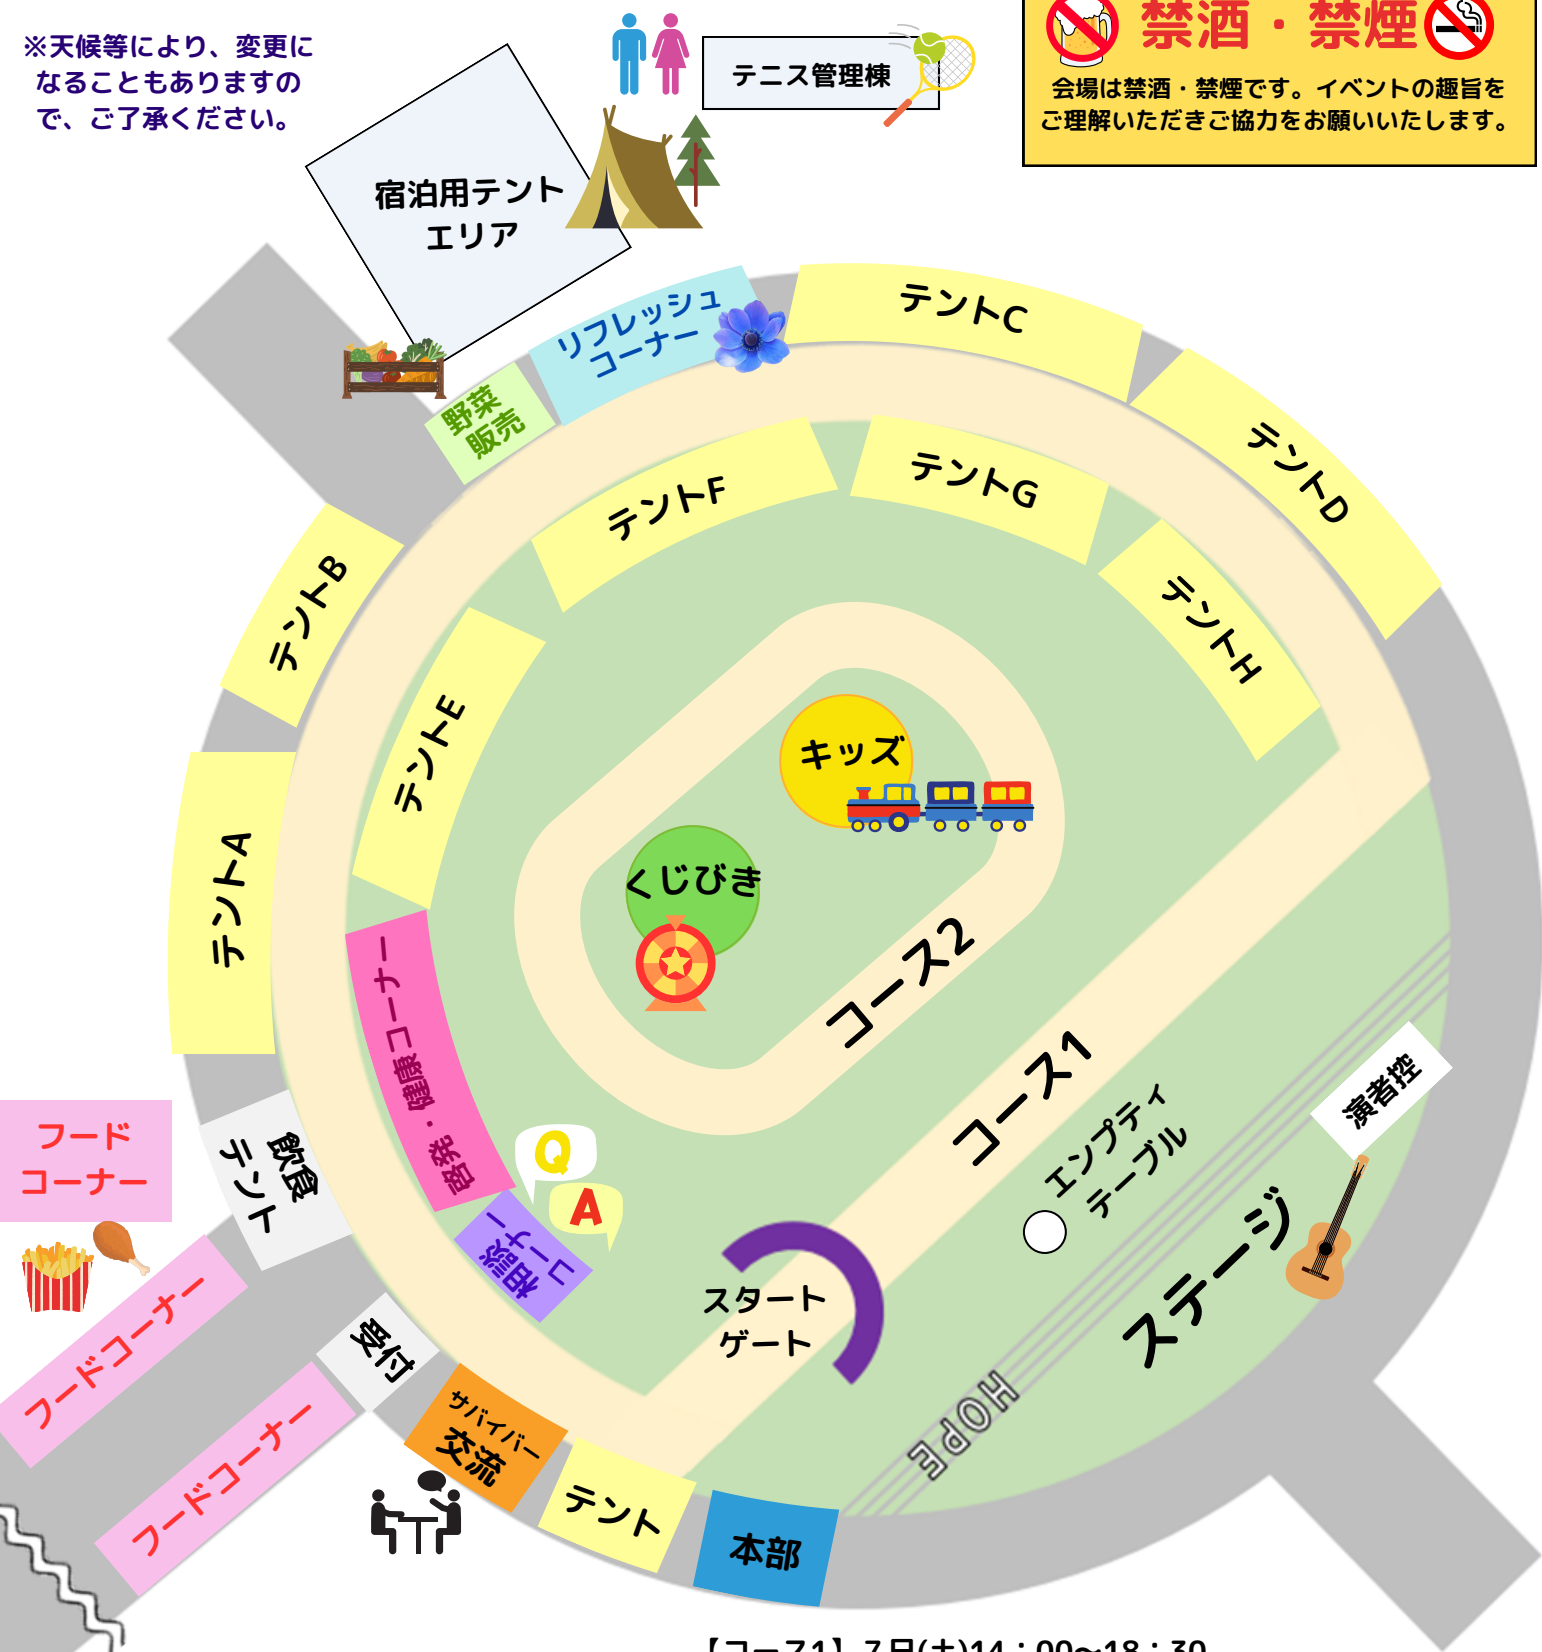 ※天候等により、変更に
なることもありますの
で、ご了承ください。
テニス管理棟
禁酒・禁煙
会場は禁酒・禁煙です。イベントの趣旨を
ご理解いただきご協力をお願いいたします。
宿泊用テント
エリア
リフレッシュ
コーナー
テントC
野菜
販売
テントD
テントF
テントG
テントB
テントH
テントE
キッズ
テントA
くじびき
コース2
啓発・健康コーナー
コース1
演者控
フード
コーナー
飲食
テント
Q
A
エンプティ
テーブル
相談
コーナー
ステージ
スタート
ゲート
フードコーナー
受付
フードコーナー
サバイバー
交流
HOPE
テント
本部
【コース1】7日(土)14：00～18：30